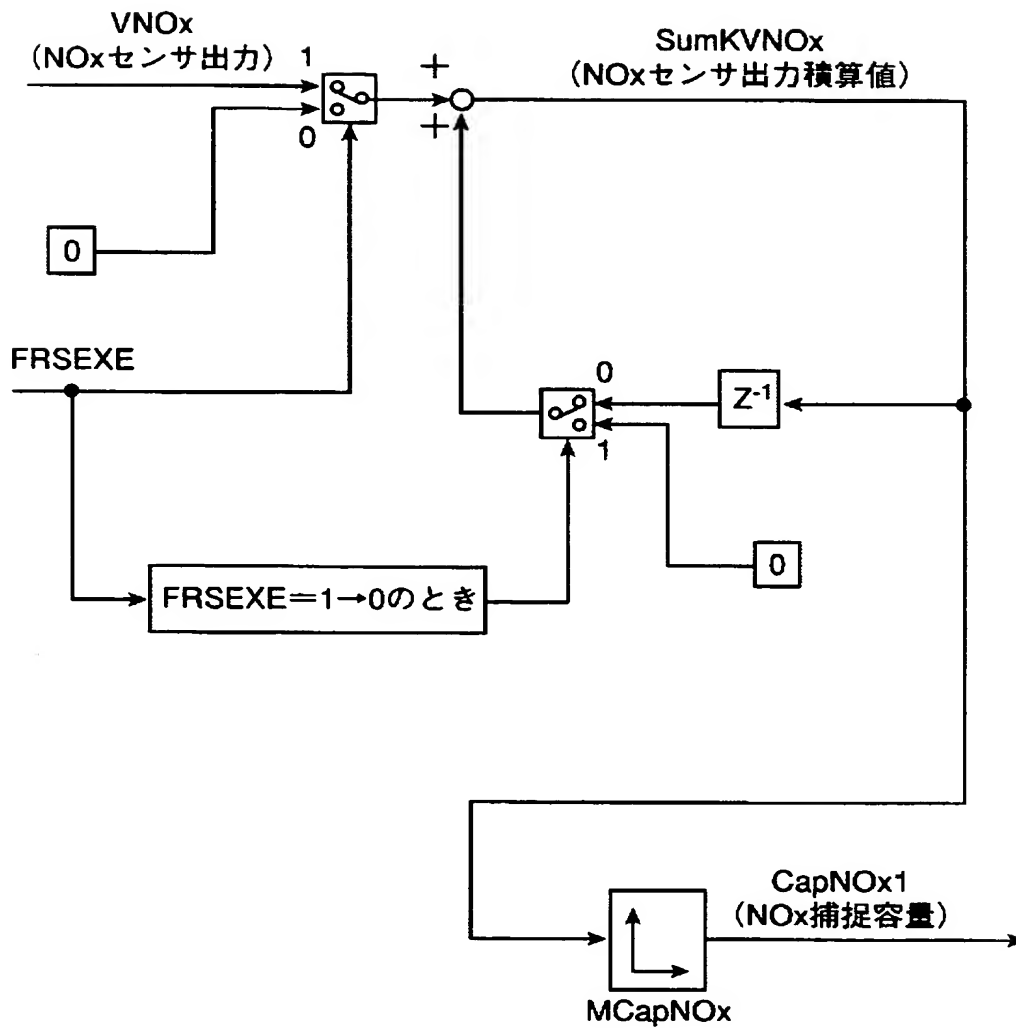 VNOx
（NOxセンサ出力）
1
0
+
+
SumKVNOx
（NOxセンサ出力積算値）
0
FRSEXE
0
1
Z-1
0
FRSEXE＝1→0のとき
CapNOx1
（NOx捕捉容量）
MCapNOx